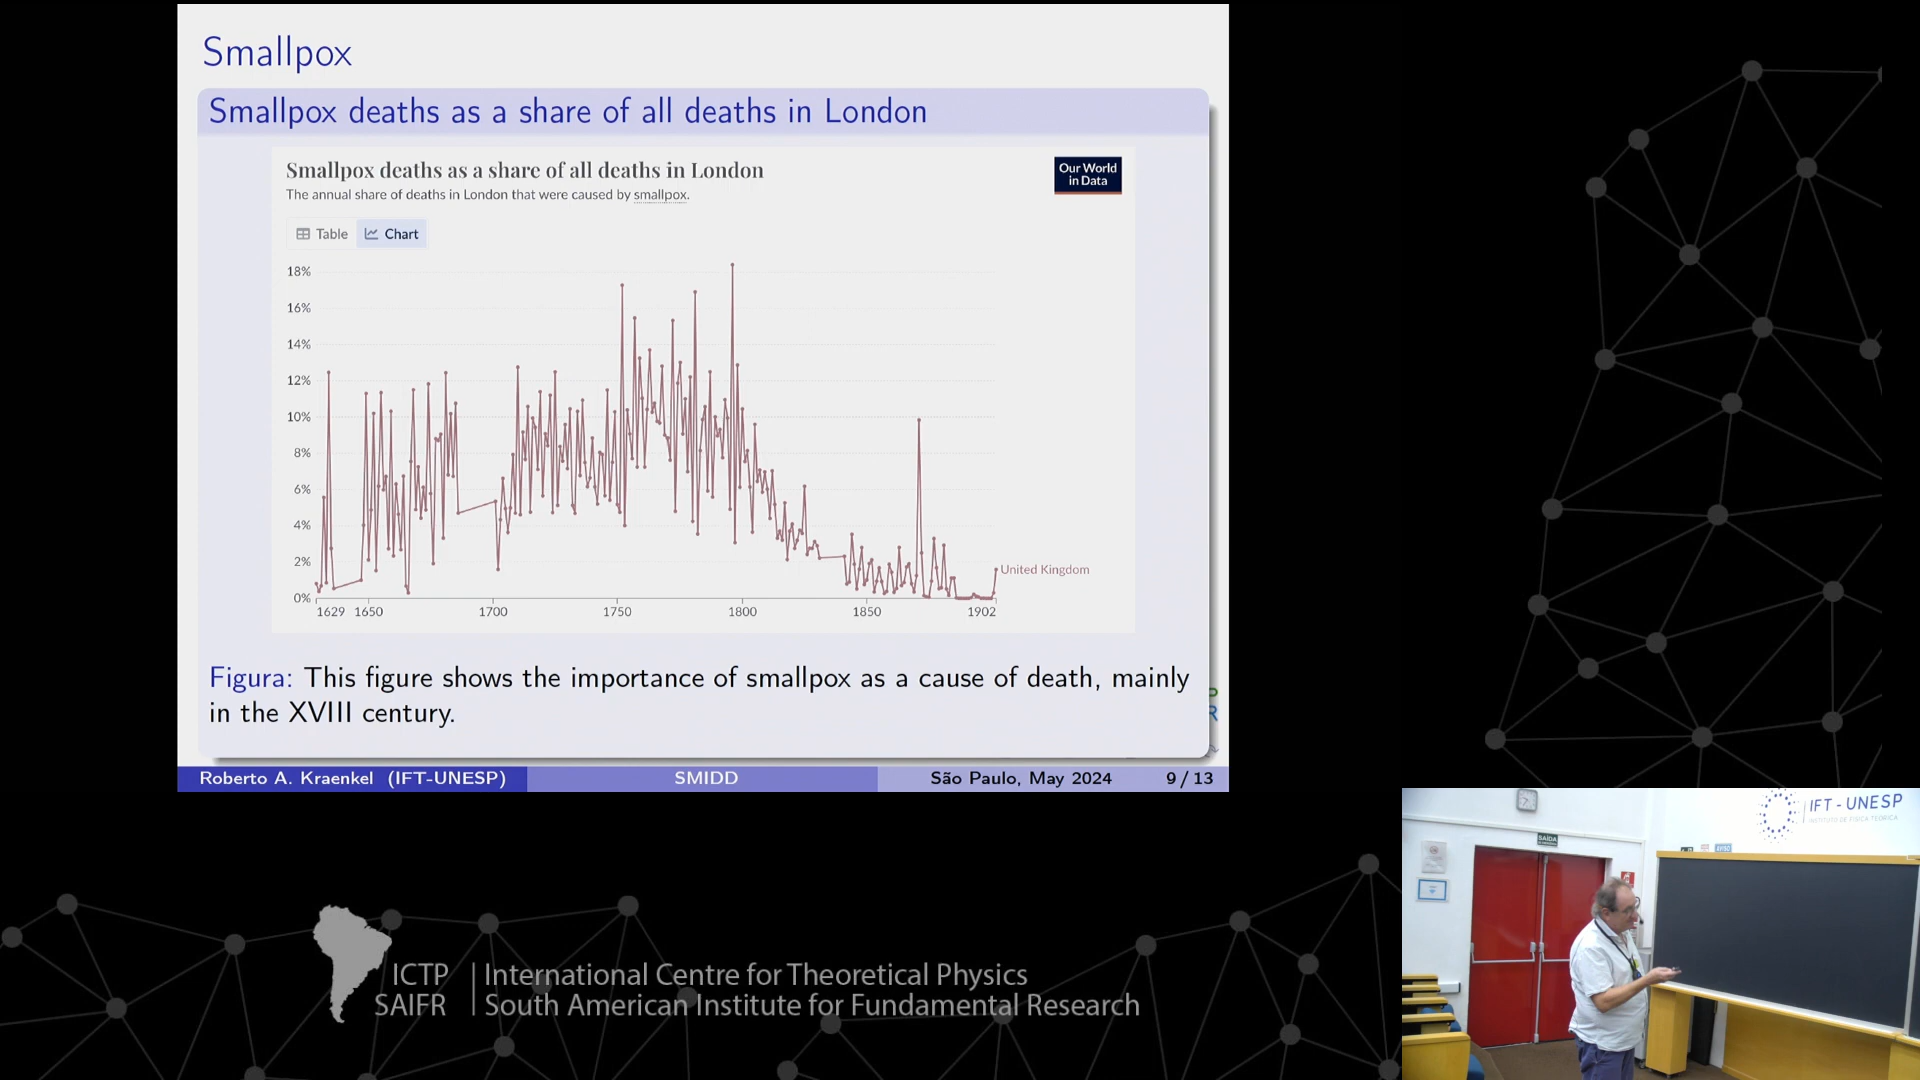 Smallpox
Smallpox deaths as a share of all deaths in London
Smallpox deaths as a share of all deaths in London
The annual share of deaths in London that were caused by smallpox.
Our World
in Data
Table
Chart
18%
16%
14%
12%
10%
8%
6%
4%
2%
0%
United Kingdom
1629 1650 1700 1750 1800 1850 1902
Figura: This figure shows the importance of smallpox as a cause of death, mainly
in the XVIII century.
Roberto A. Kraenkel (IFT-UNESP) SMIDD São Paulo, May 2024 9 / 13
IFT - UNESP
INSTITUTO DE FÍSICA TEÓRICA
SAÍDA
ICTP
SAIFR
International Centre for Theoretical Physics
South American Institute for Fundamental Research